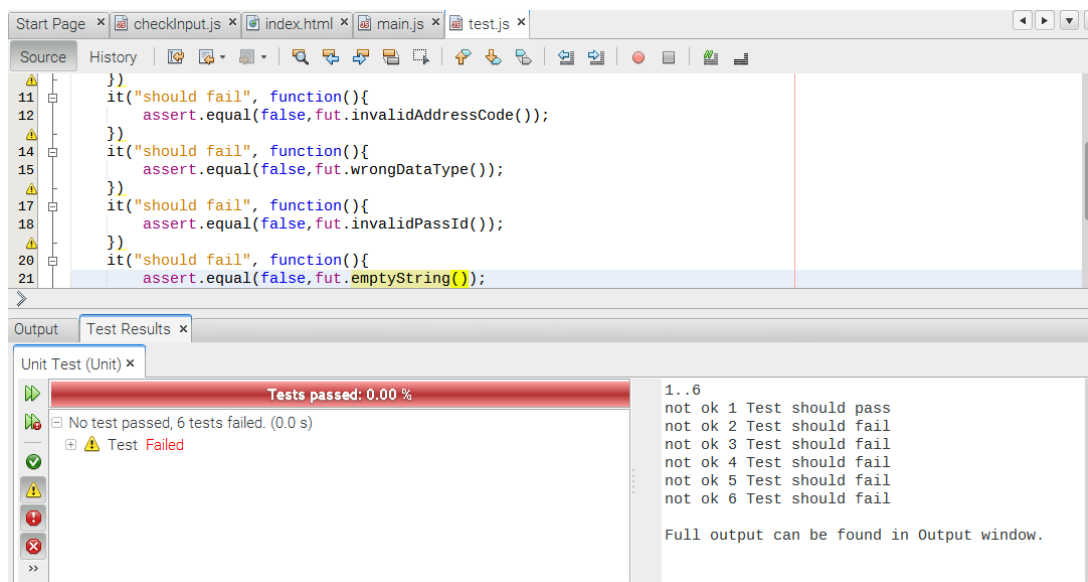 Start Page checkInput.js index.html main.js test.js
Source History
})
11 it("should fail", function(){
12 assert.equal(false,fut.invalidAddressCode());
})
14 it("should fail", function(){
15 assert.equal(false,fut.wrongDataType());
})
17 it("should fail", function(){
18 assert.equal(false,fut.invalidPassId());
})
20 it("should fail", function(){
21 assert.equal(false,fut.emptyString());
Output Test Results
Unit Test (Unit)
Tests passed: 0.00 %
No test passed, 6 tests failed. (0.0 s)
Test Failed
1..6
not ok 1 Test should pass
not ok 2 Test should fail
not ok 3 Test should fail
not ok 4 Test should fail
not ok 5 Test should fail
not ok 6 Test should fail
Full output can be found in Output window.